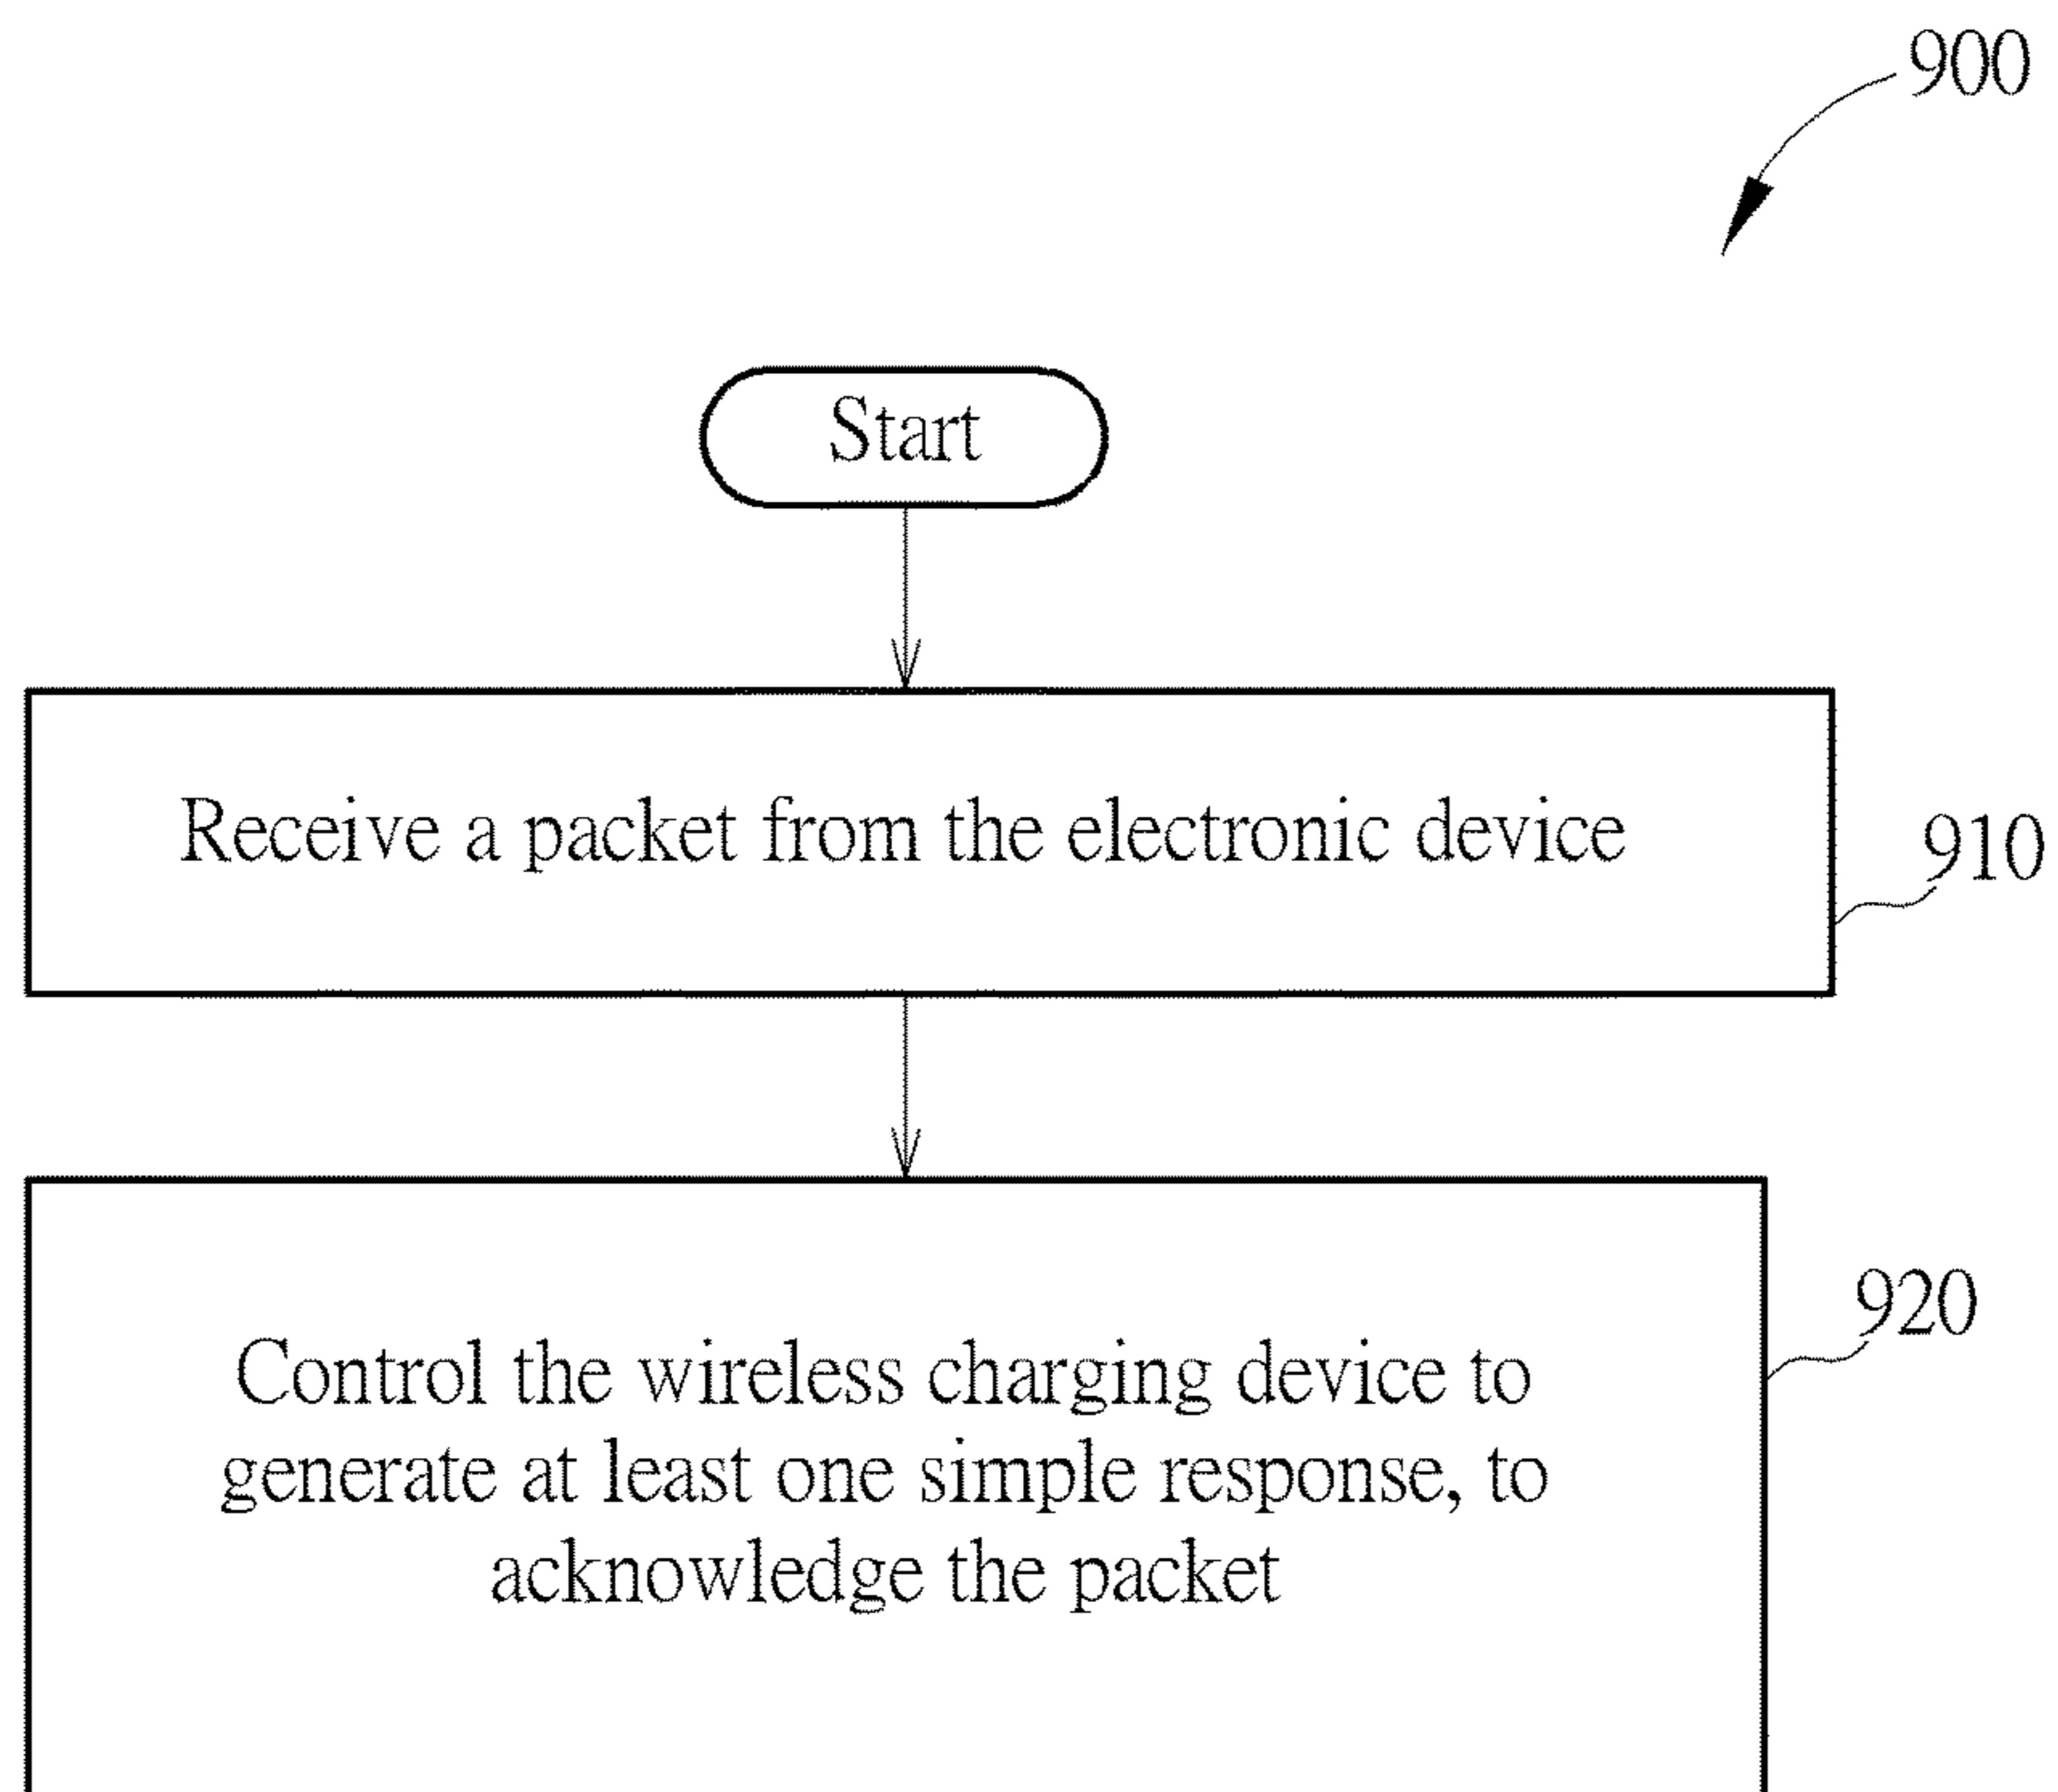 900
Start
Receive a packet from the electronic device
910
920
Control the wireless charging device to
generate at least one simple response, to
acknowledge the packet